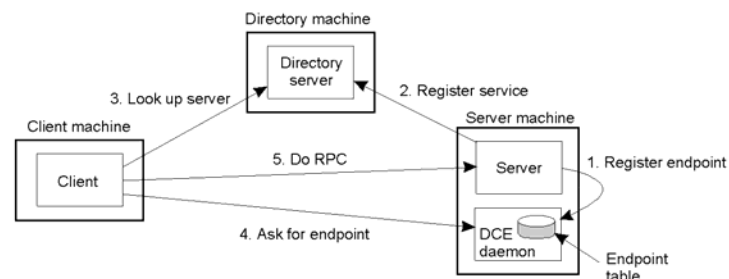 Directory machine
Directory
server
3. Look up server
2. Register service
Client machine
Server machine
Client
5. Do RPC
Server
1. Register endpoint
4. Ask for endpoint
DCE
daemon
Endpoint
table